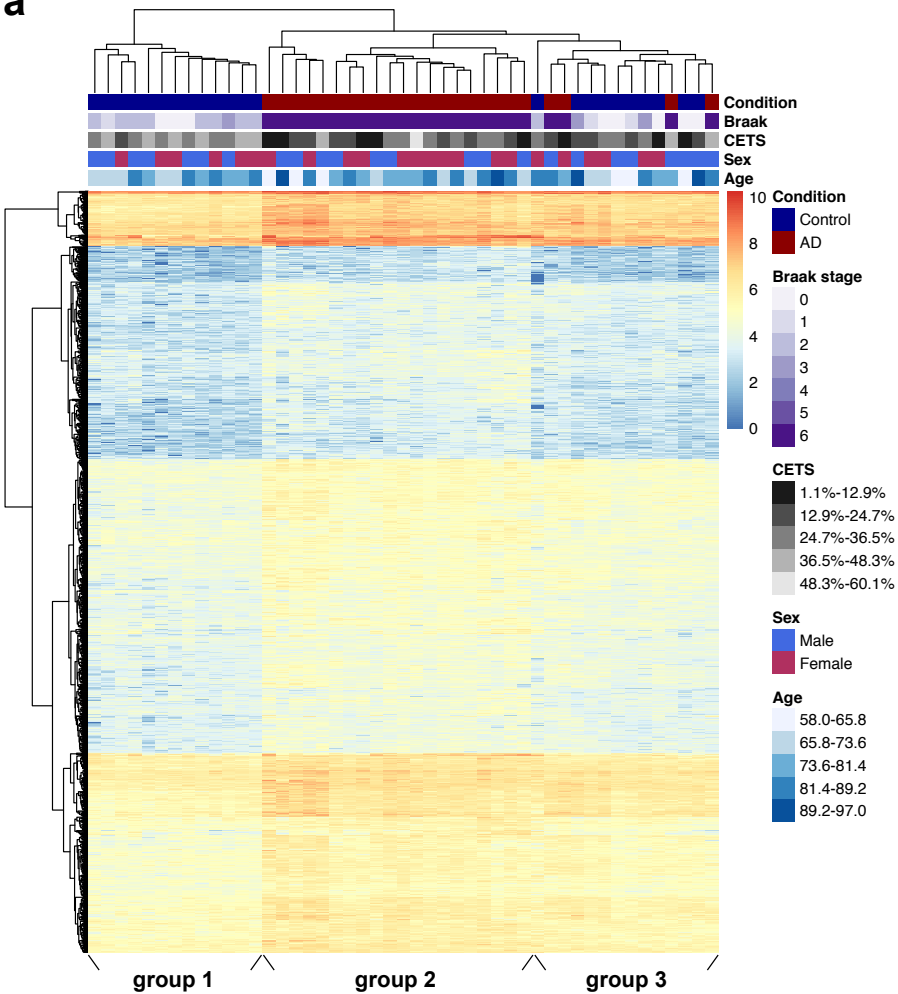 a
Condition
Braak
CETS
Sex
Age
10
8
6
4
2
0
Condition
Control
AD
Braak stage
0
1
2
3
4
5
6
CETS
1.1%-12.9%
12.9%-24.7%
24.7%-36.5%
36.5%-48.3%
48.3%-60.1%
Sex
Male
Female
Age
58.0-65.8
65.8-73.6
73.6-81.4
81.4-89.2
89.2-97.0
group 1 group 2 group 3